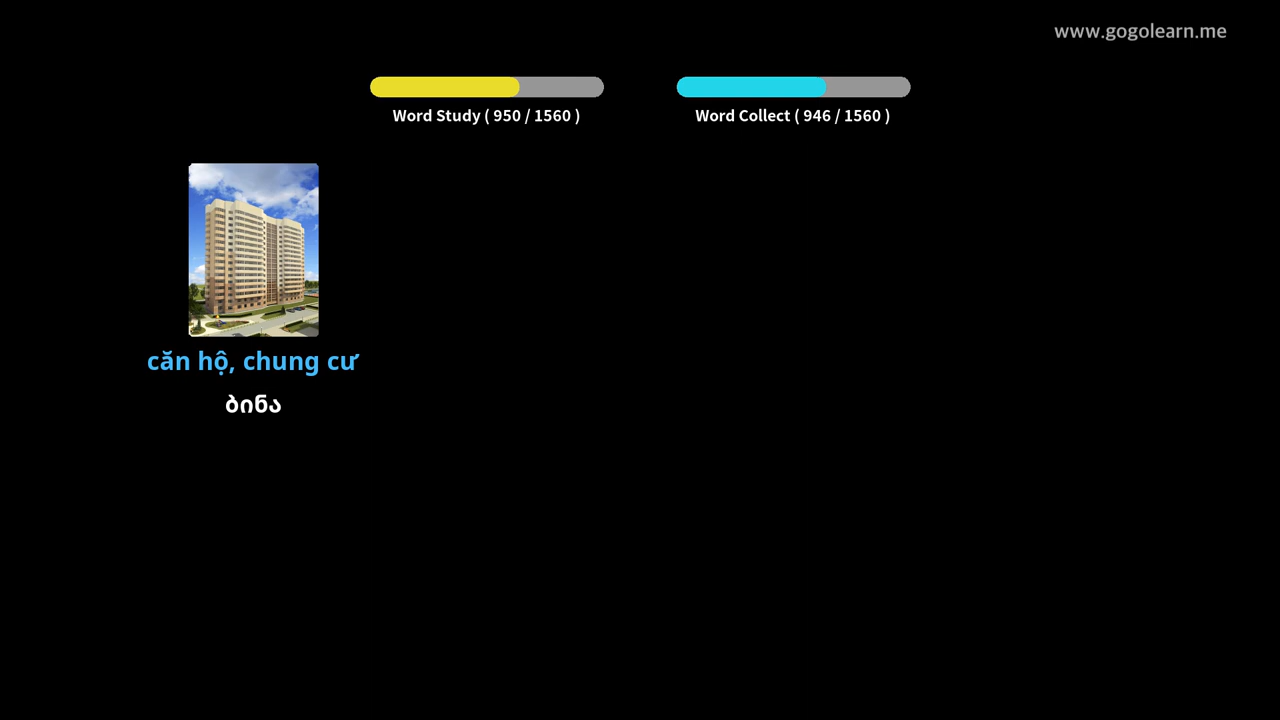 www.gogolearn.me
Word Study ( 950 / 1560 )
Word Collect ( 946 / 1560 )
căn hộ, chung cư
ბინა